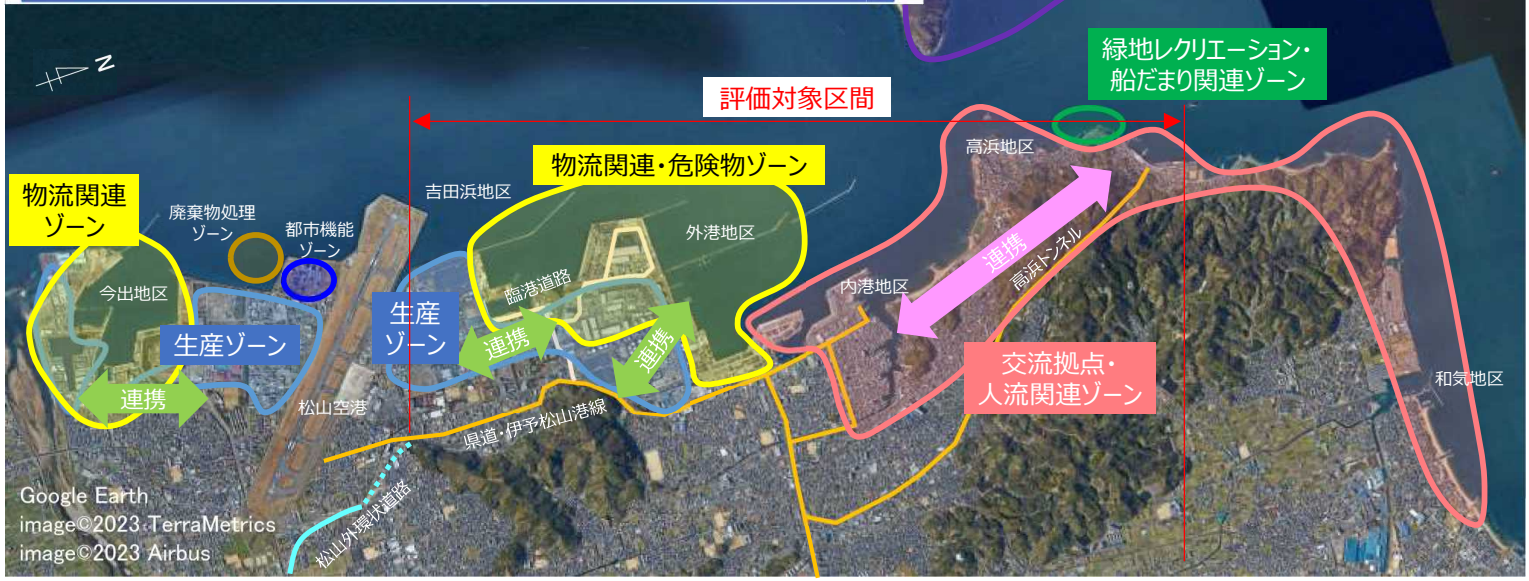 N
緑地レクリエーション・
船だまり関連ゾーン
評価対象区間
高浜地区
物流関連・危険物ゾーン
吉田浜地区
物流関連
ゾーン
廃棄物処理
ゾーン
都市機能
ゾーン
外港地区
連携
高浜トンネル
今出地区
臨港道路
内港地区
生産
ゾーン
生産ゾーン
連携
連携
連携
交流拠点・
人流関連ゾーン
和気地区
松山空港
県道・伊予松山港線
松山外環状道路
Google Earth
image©2023 TerraMetrics
image©2023 Airbus